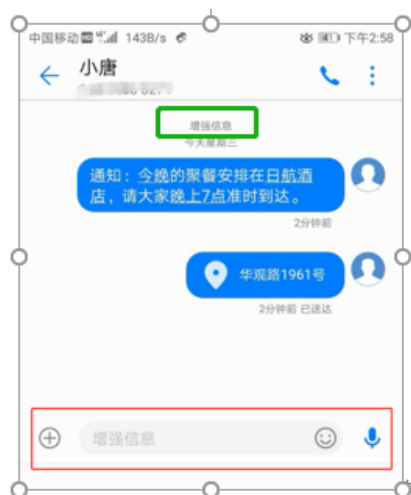 中国移动 143B/s 下午2:58
小唐
增强信息
今天星期三
通知：今晚的聚餐安排在日航酒
店，请大家晚上7点准时到达。
2分钟前
华观路1961号
2分钟前 已送达
增强信息